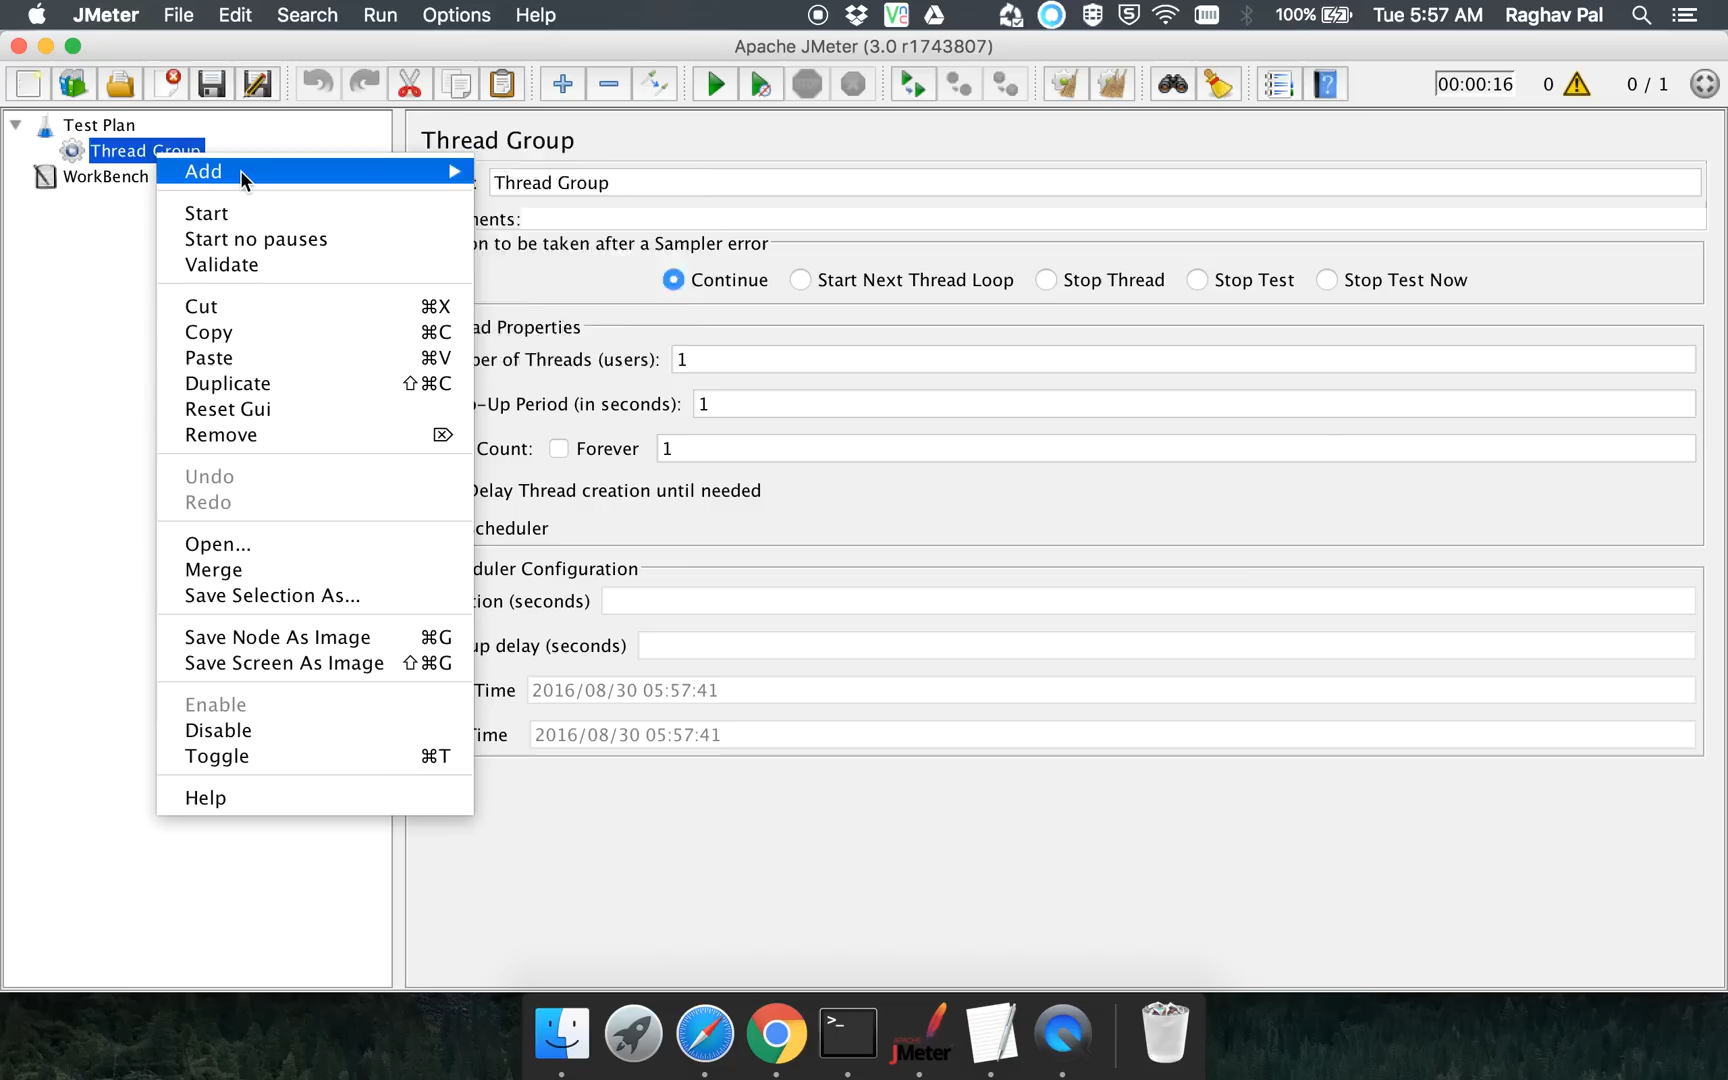 JMeter File Edit Search Run Options Help 100% Tue 5:57 AM Raghav Pal
Apache JMeter (3.0 r1743807)
00:00:16 0 0 / 1
Test Plan
Thread Group
WorkBench
Add
Start
Start no pauses
Validate
Cut ⌘X
Copy ⌘C
Paste ⌘V
Duplicate ⇧⌘C
Reset Gui
Remove ⌦
Undo
Redo
Open...
Merge
Save Selection As...
Save Node As Image ⌘G
Save Screen As Image ⇧⌘G
Enable
Disable
Toggle ⌘T
Help
Thread Group
: Thread Group
ents:
on to be taken after a Sampler error
Continue Start Next Thread Loop Stop Thread Stop Test Stop Test Now
ad Properties
er of Threads (users): 1
-Up Period (in seconds): 1
Count: Forever 1
Delay Thread creation until needed
cheduler
duler Configuration
ion (seconds)
up delay (seconds)
Time 2016/08/30 05:57:41
ime 2016/08/30 05:57:41
APACHE
JMeter